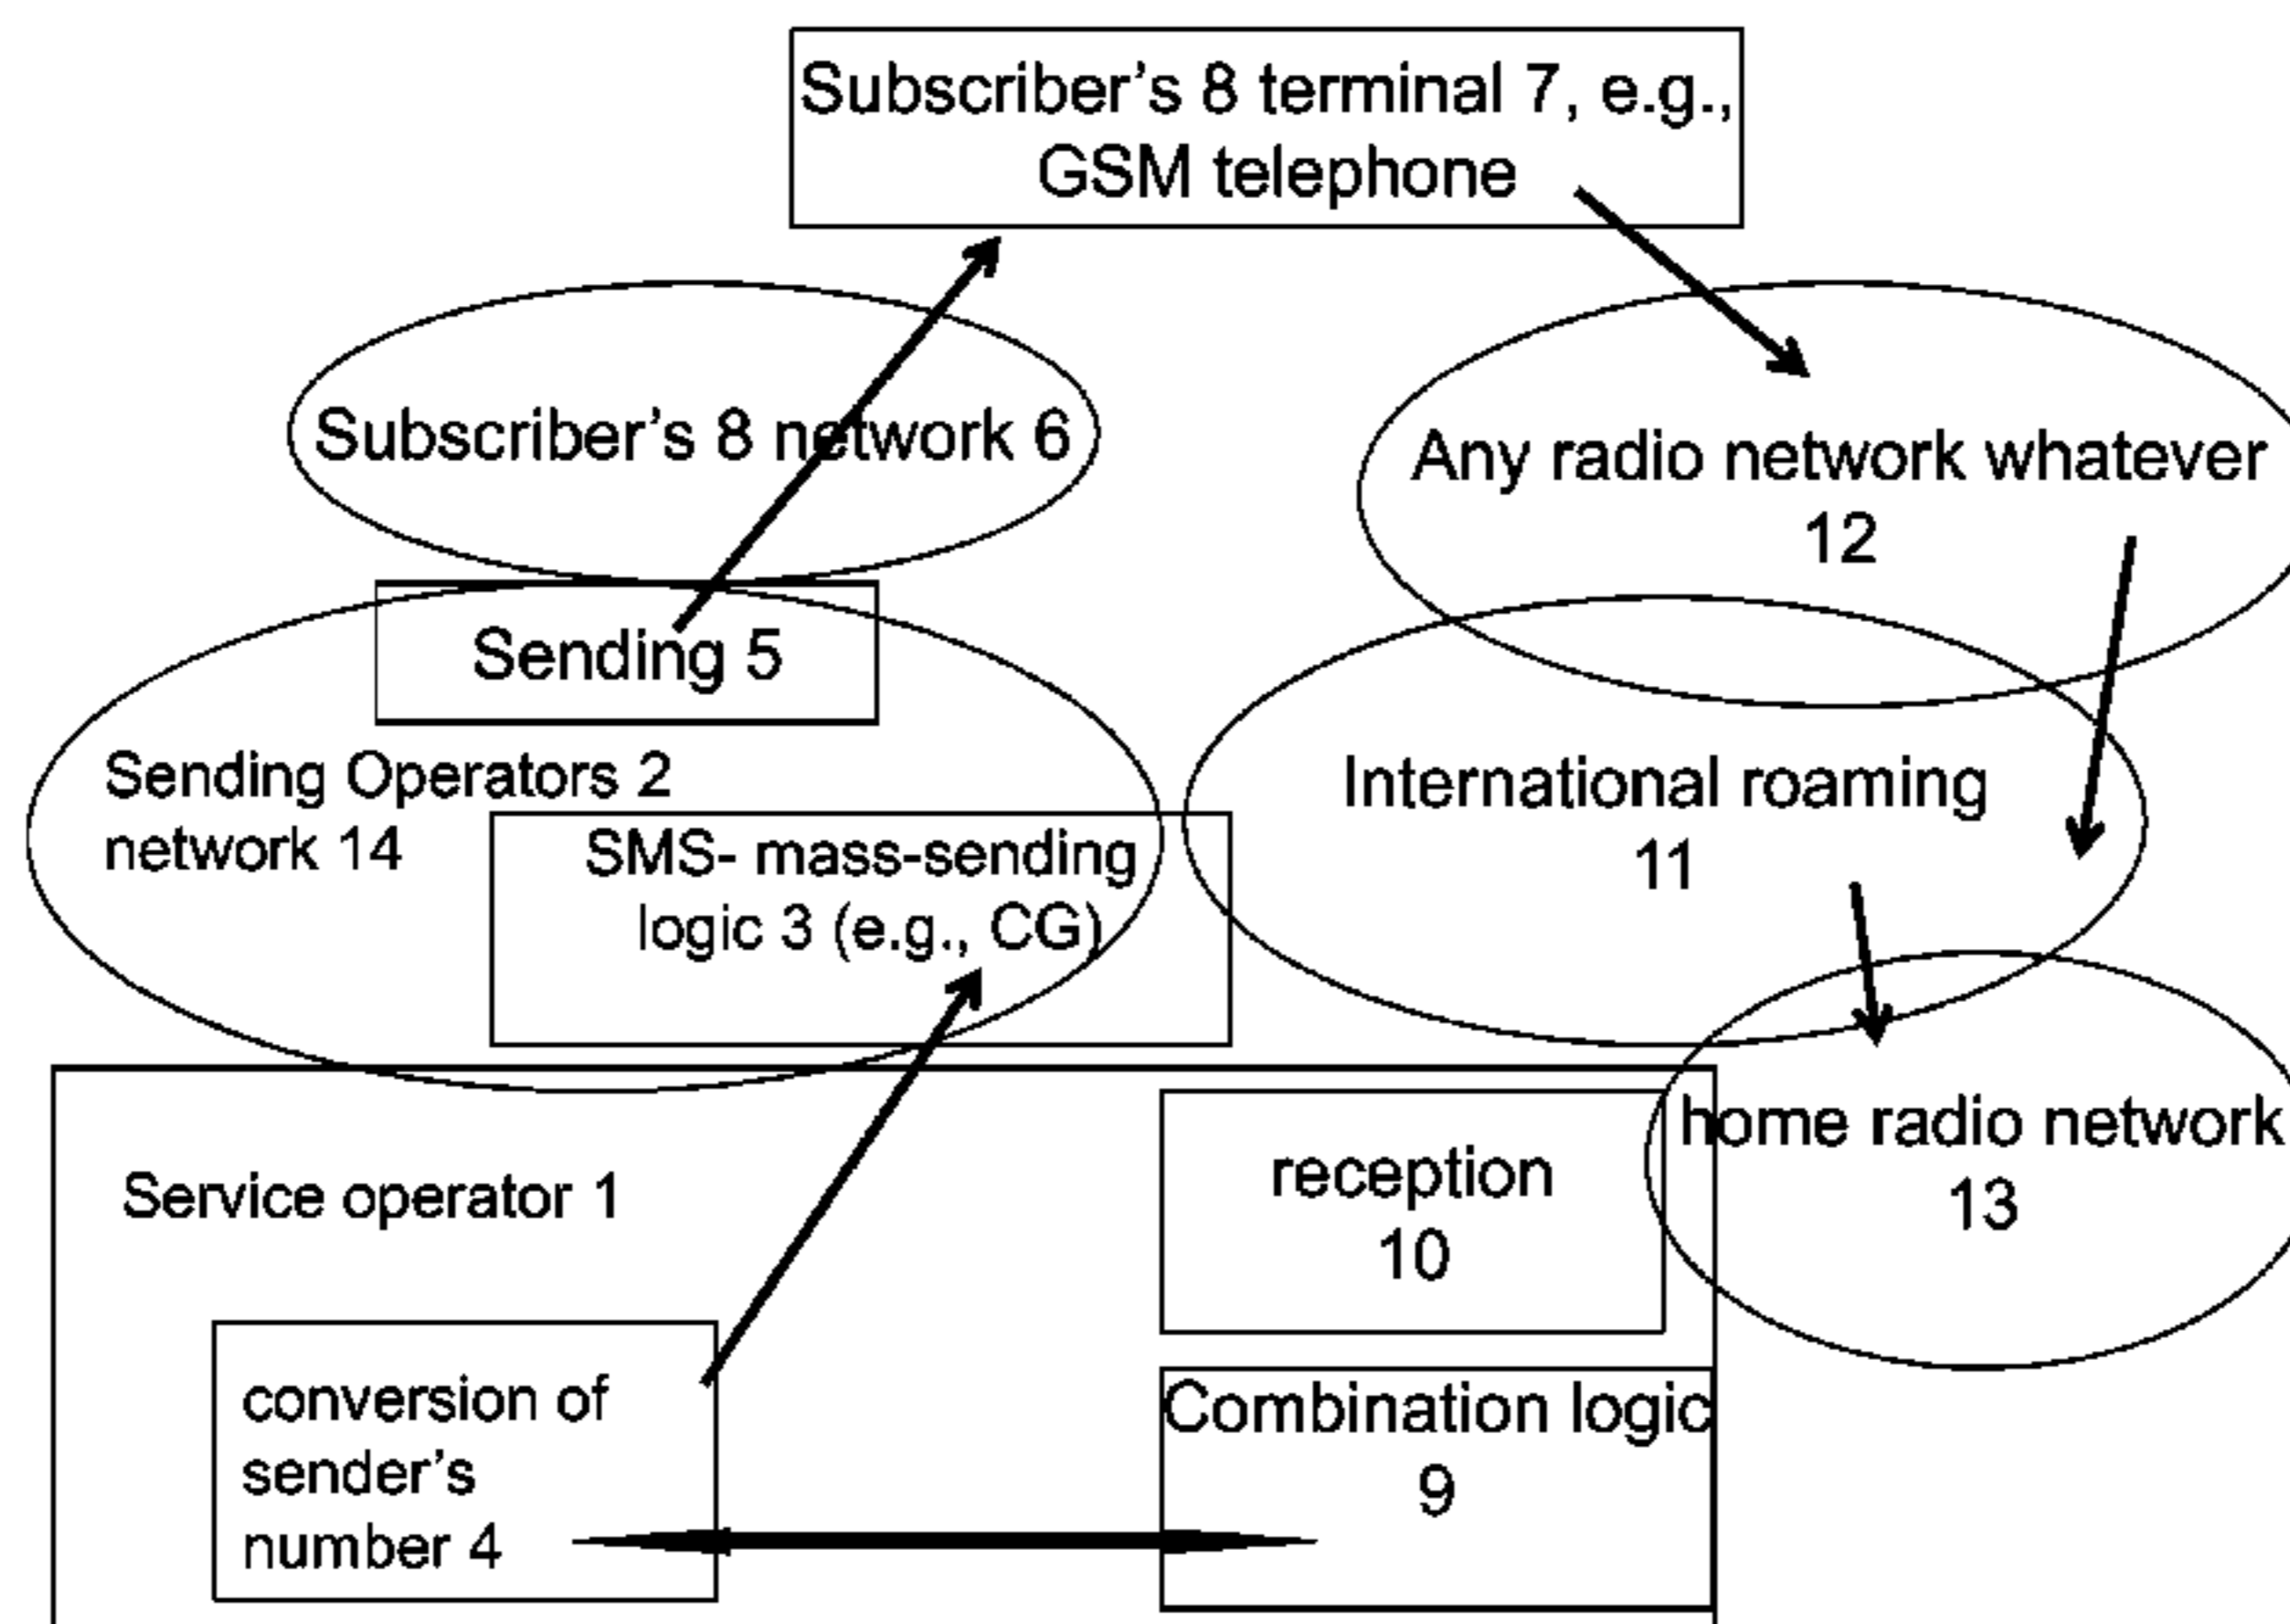 Subscriber's 8 terminal 7, e.g.,
GSM telephone
Subscriber's 8 network 6
Any radio network whatever
12
Sending 5
Sending Operators 2
network 14
SMS- mass-sending
logic 3 (e.g., CG)
International roaming
11
Service operator 1
reception
10
home radio network
13
conversion of
sender's
number 4
Combination logic
9